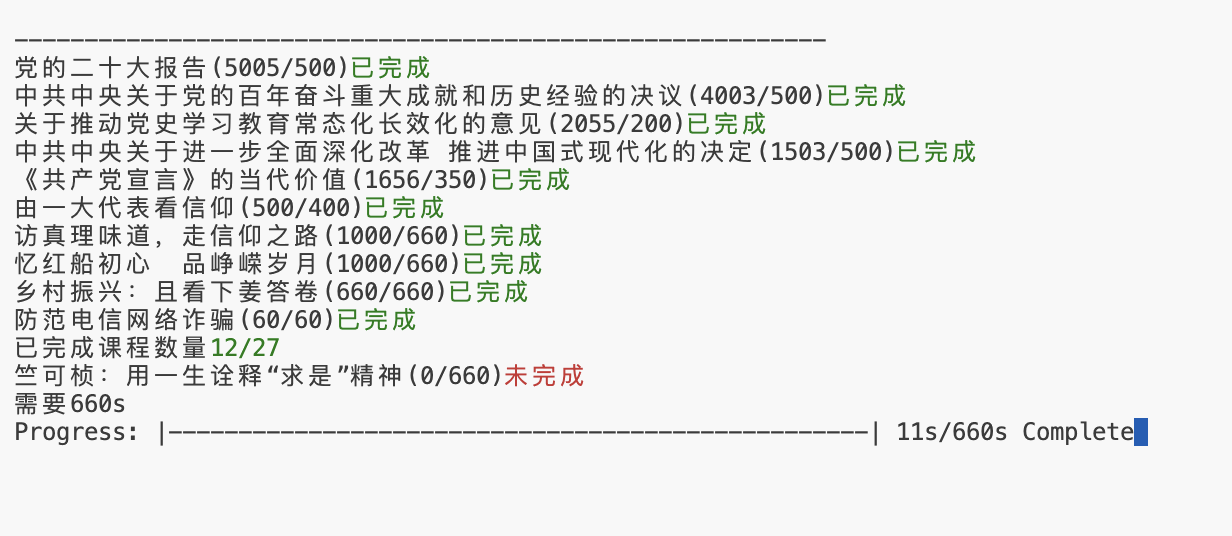 ----------------------------------------------------------
党的二十大报告(5005/500)已完成
中共中央关于党的百年奋斗重大成就和历史经验的决议(4003/500)已完成
关于推动党史学习教育常态化长效化的意见(2055/200)已完成
中共中央关于进一步全面深化改革 推进中国式现代化的决定(1503/500)已完成
《共产党宣言》的当代价值(1656/350)已完成
由一大代表看信仰(500/400)已完成
访真理味道，走信仰之路(1000/660)已完成
忆红船初心　品峥嵘岁月(1000/660)已完成
乡村振兴：且看下姜答卷(660/660)已完成
防范电信网络诈骗(60/60)已完成
已完成课程数量12/27
竺可桢：用一生诠释“求是”精神(0/660)未完成
需要660s
Progress: |--------------------------------------------------| 11s/660s Complete